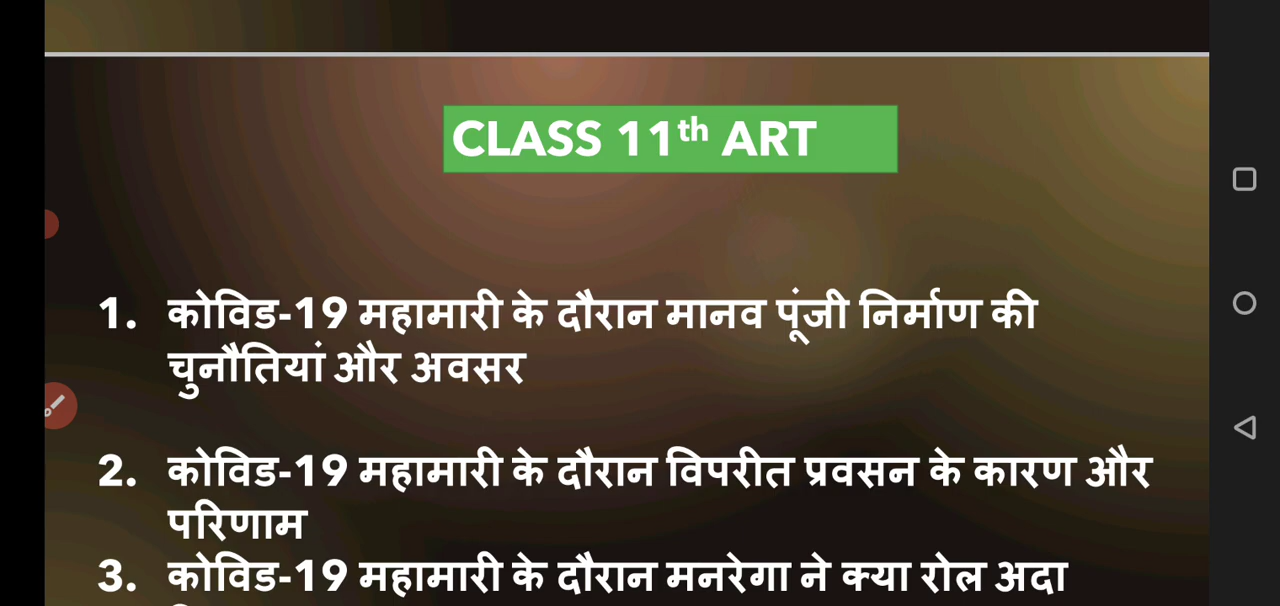 CLASS 11th ART
1. कोविड-19 महामारी के दौरान मानव पूंजी निर्माण की
चुनौतियां और अवसर
2. कोविड-19 महामारी के दौरान विपरीत प्रवसन के कारण और
परिणाम
3. कोविड-19 महामारी के दौरान मनरेगा ने क्या रोल अदा